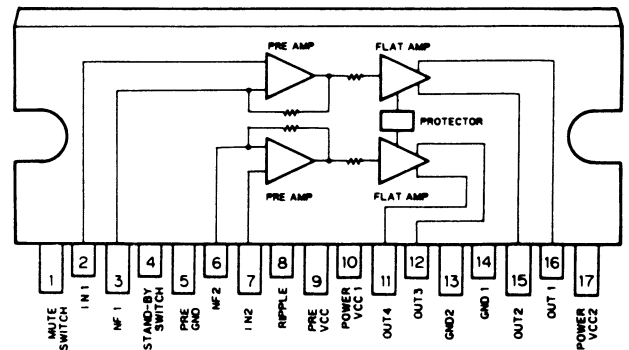 PRE AMP
FLAT AMP
PROTECTOR
PRE AMP
FLAT AMP
1
2
3
4
5
6
7
8
9
10
11
12
13
14
15
16
17
MUTE
SWITCH
IN 1
NF 1
STAND-BY
SWITCH
PRE
GND
NF2
IN2
RIPPLE
PRE
VCC
POWER
VCC 1
OUT4
OUT3
GND2
GND 1
OUT2
OUT 1
POWER
VCC2